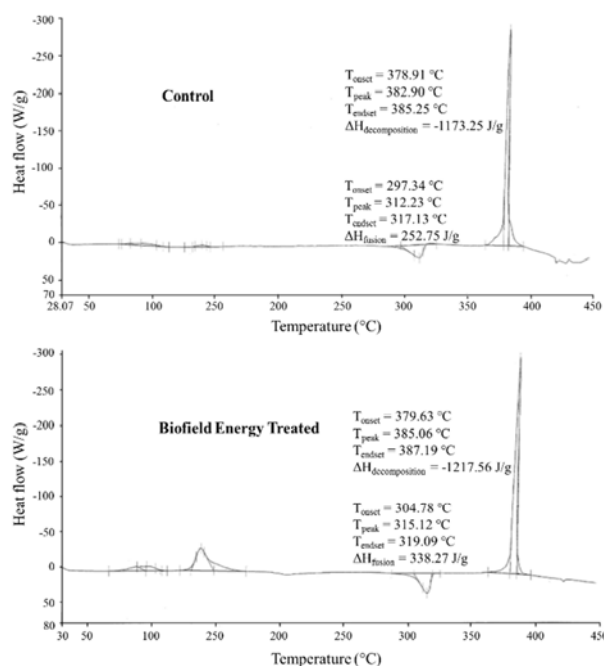 -300
-250
-200
-150
-100
-50
0
50
70
Heat flow (W/g)
Control
Tonset = 378.91 °C
Tpeak = 382.90 °C
Tendset = 385.25 °C
ΔHdecomposition = -1173.25 J/g
Tonset = 297.34 °C
Tpeak = 312.23 °C
Tendset = 317.13 °C
ΔHfusion = 252.75 J/g
28.07 50 100 150 200 250 300 350 400 450
Temperature (°C)
-300
-250
-200
-150
-100
-50
0
50
80
Heat flow (W/g)
Biofield Energy Treated
Tonset = 379.63 °C
Tpeak = 385.06 °C
Tendset = 387.19 °C
ΔHdecomposition = -1217.56 J/g
Tonset = 304.78 °C
Tpeak = 315.12 °C
Tendset = 319.09 °C
ΔHfusion = 338.27 J/g
30 50 100 150 200 250 300 350 400 450
Temperature (°C)